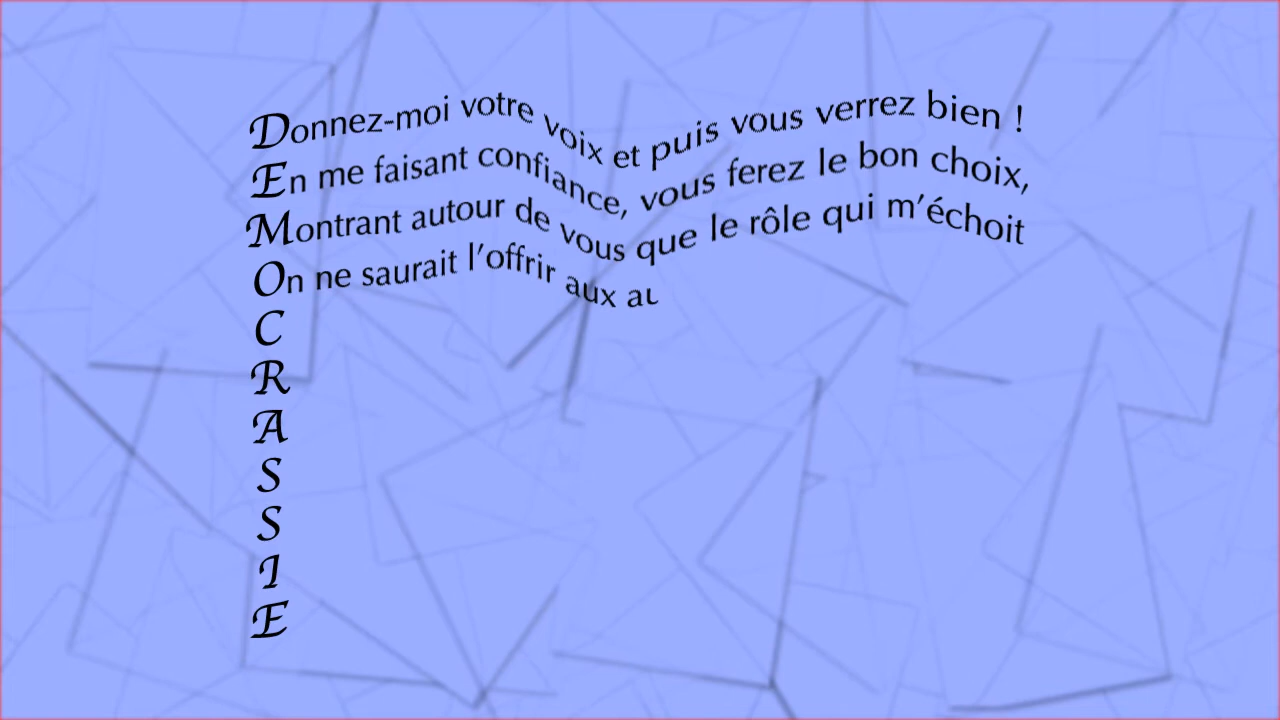 Donnez-moi votre voix et puis vous verrez bien !
En me faisant confiance, vous ferez le bon choix,
Montrant autour de vous que le rôle qui m’échoit
On ne saurait l’offrir aux
C
R
A
S
S
I
E